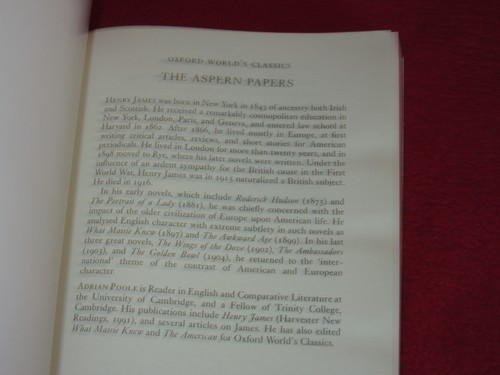 OXFORD WORLD'S CLASSICS
THE ASPERN PAPERS
HENRY JAMES was born in New York in 1843 of ancestry both Irish
and Scottish. He received a remarkably cosmopolitan education in
New York, London, Paris, and Geneva, and entered law school at
Harvard in 1862. After 1866, he lived mostly in Europe, at first
writing critical articles, reviews, and short stories for American
periodicals. He lived in London for more than twenty years, and in
1898 moved to Rye, where his later novels were written. Under the
influence of an ardent sympathy for the British cause in the First
World War, Henry James was in 1915 naturalized a British subject.
He died in 1916.
In his early novels, which include Roderick Hudson (1875) and
The Portrait of a Lady (1881), he was chiefly concerned with the
impact of the older civilization of Europe upon American life. He
analysed English character with extreme subtlety in such novels as
What Maisie Knew (1897) and The Awkward Age (1899). In his last
three great novels, The Wings of the Dove (1902), The Ambassadors
(1903), and The Golden Bowl (1904), he returned to the 'inter-
national' theme of the contrast of American and European
character.
ADRIAN POOLE is Reader in English and Comparative Literature at
the University of Cambridge, and a Fellow of Trinity College,
Cambridge. His publications include Henry James (Harvester New
Readings, 1991), and several articles on James. He has also edited
What Maisie Knew and The American for Oxford World's Classics.